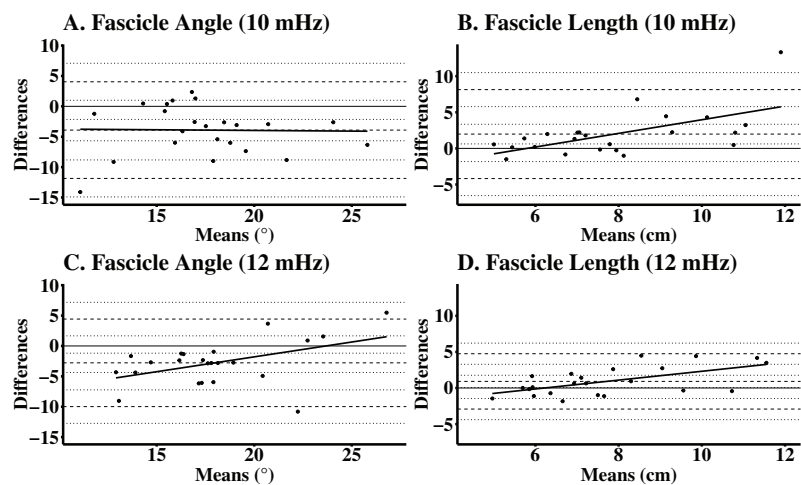 A. Fascicle Angle (10 mHz)
10
5
0
−5
−10
−15
Differences
15 20 25
Means (°)
B. Fascicle Length (10 mHz)
10
5
0
−5
Differences
6 8 10 12
Means (cm)
C. Fascicle Angle (12 mHz)
10
5
0
−5
−10
−15
Differences
15 20 25
Means (°)
D. Fascicle Length (12 mHz)
10
5
0
−5
Differences
6 8 10 12
Means (cm)